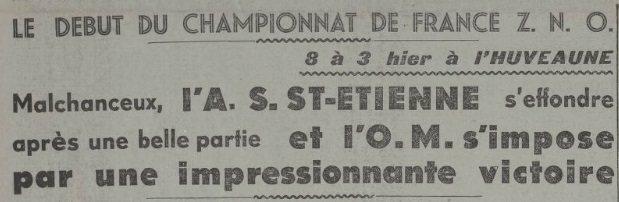 LE DEBUT DU CHAMPIONNAT DE FRANCE Z. N. O.
8 à 3 hier à l'HUVEAUNE
Malchanceux, l'A. S. ST-ETIENNE s'effondre
après une belle partie et l'O. M. s'impose
par une impressionnante victoire